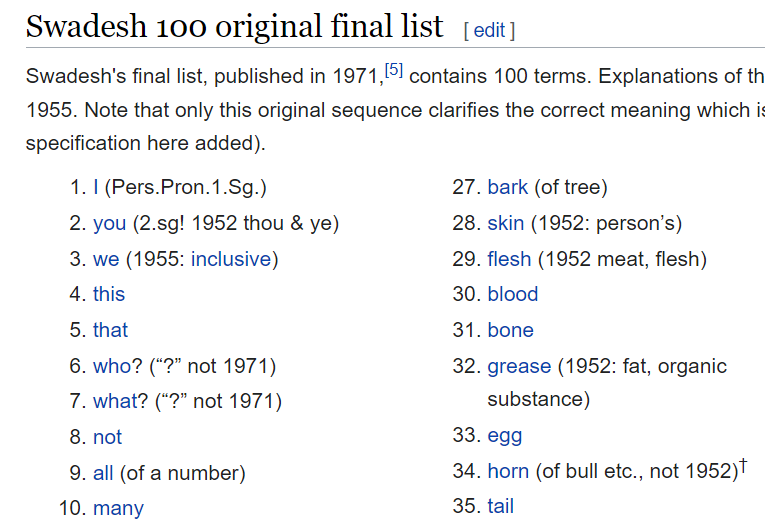 Swadesh 100 original final list [ edit ]
Swadesh's final list, published in 1971,[5] contains 100 terms. Explanations of th
1955. Note that only this original sequence clarifies the correct meaning which is
specification here added).
1. I (Pers.Pron.1.Sg.)
2. you (2.sg! 1952 thou & ye)
3. we (1955: inclusive)
4. this
5. that
6. who? (“?” not 1971)
7. what? (“?” not 1971)
8. not
9. all (of a number)
10. many
27. bark (of tree)
28. skin (1952: person’s)
29. flesh (1952 meat, flesh)
30. blood
31. bone
32. grease (1952: fat, organic
substance)
33. egg
34. horn (of bull etc., not 1952)†
35. tail